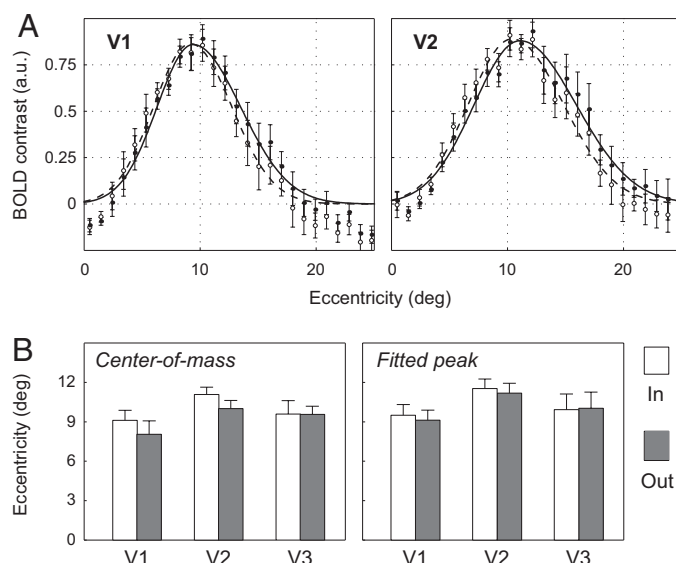 A
V1
V2
BOLD contrast (a.u.)
0.75
0.5
0.25
0
0
10
20
0
10
20
Eccentricity (deg)
B
Center-of-mass
Fitted peak
Eccentricity (deg)
12
9
6
3
0
In
Out
V1
V2
V3
V1
V2
V3